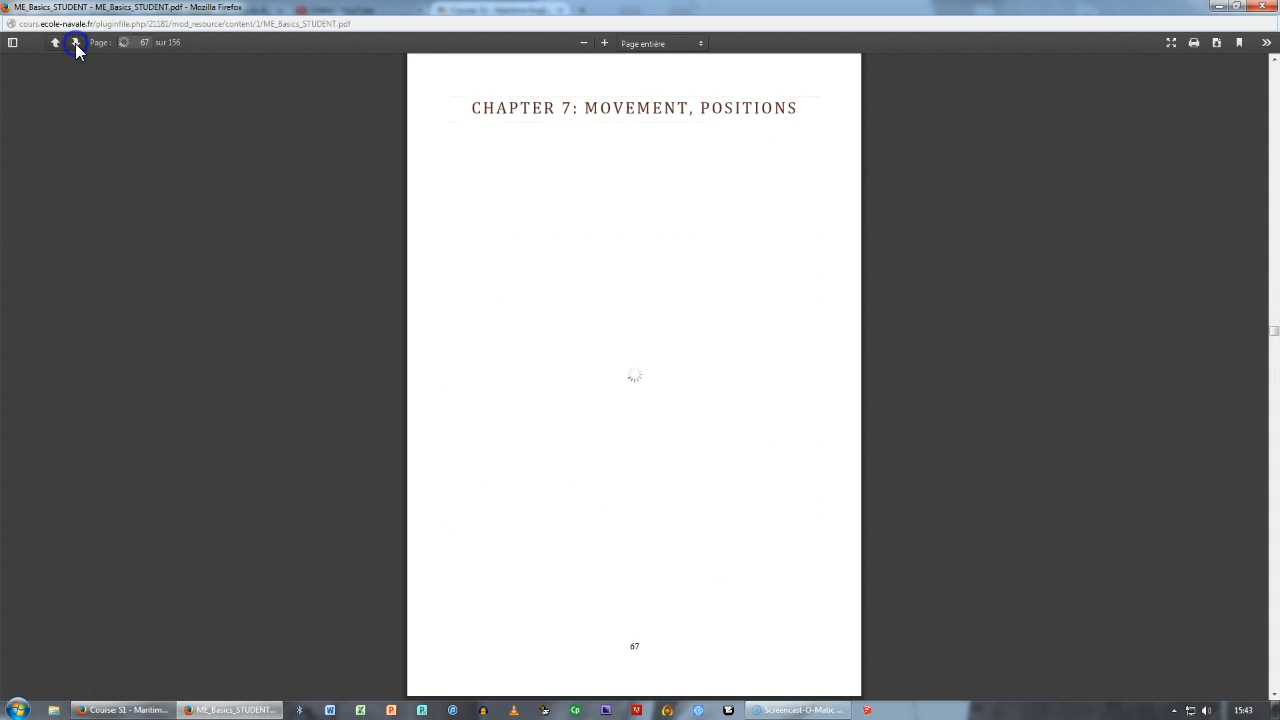 ME_Basics_STUDENT - ME_Basics_STUDENT.pdf - Mozilla Firefox
cours.ecole-navale.fr/pluginfile.php/21181/mod_resource/content/1/ME_Basics_STUDENT.pdf
Page : 67 sur 156
Page entière
CHAPTER 7: MOVEMENT, POSITIONS
67
Course: S1 - Maritim...
ME_Basics_STUDENT...
Screencast-O-Matic ...
15:43